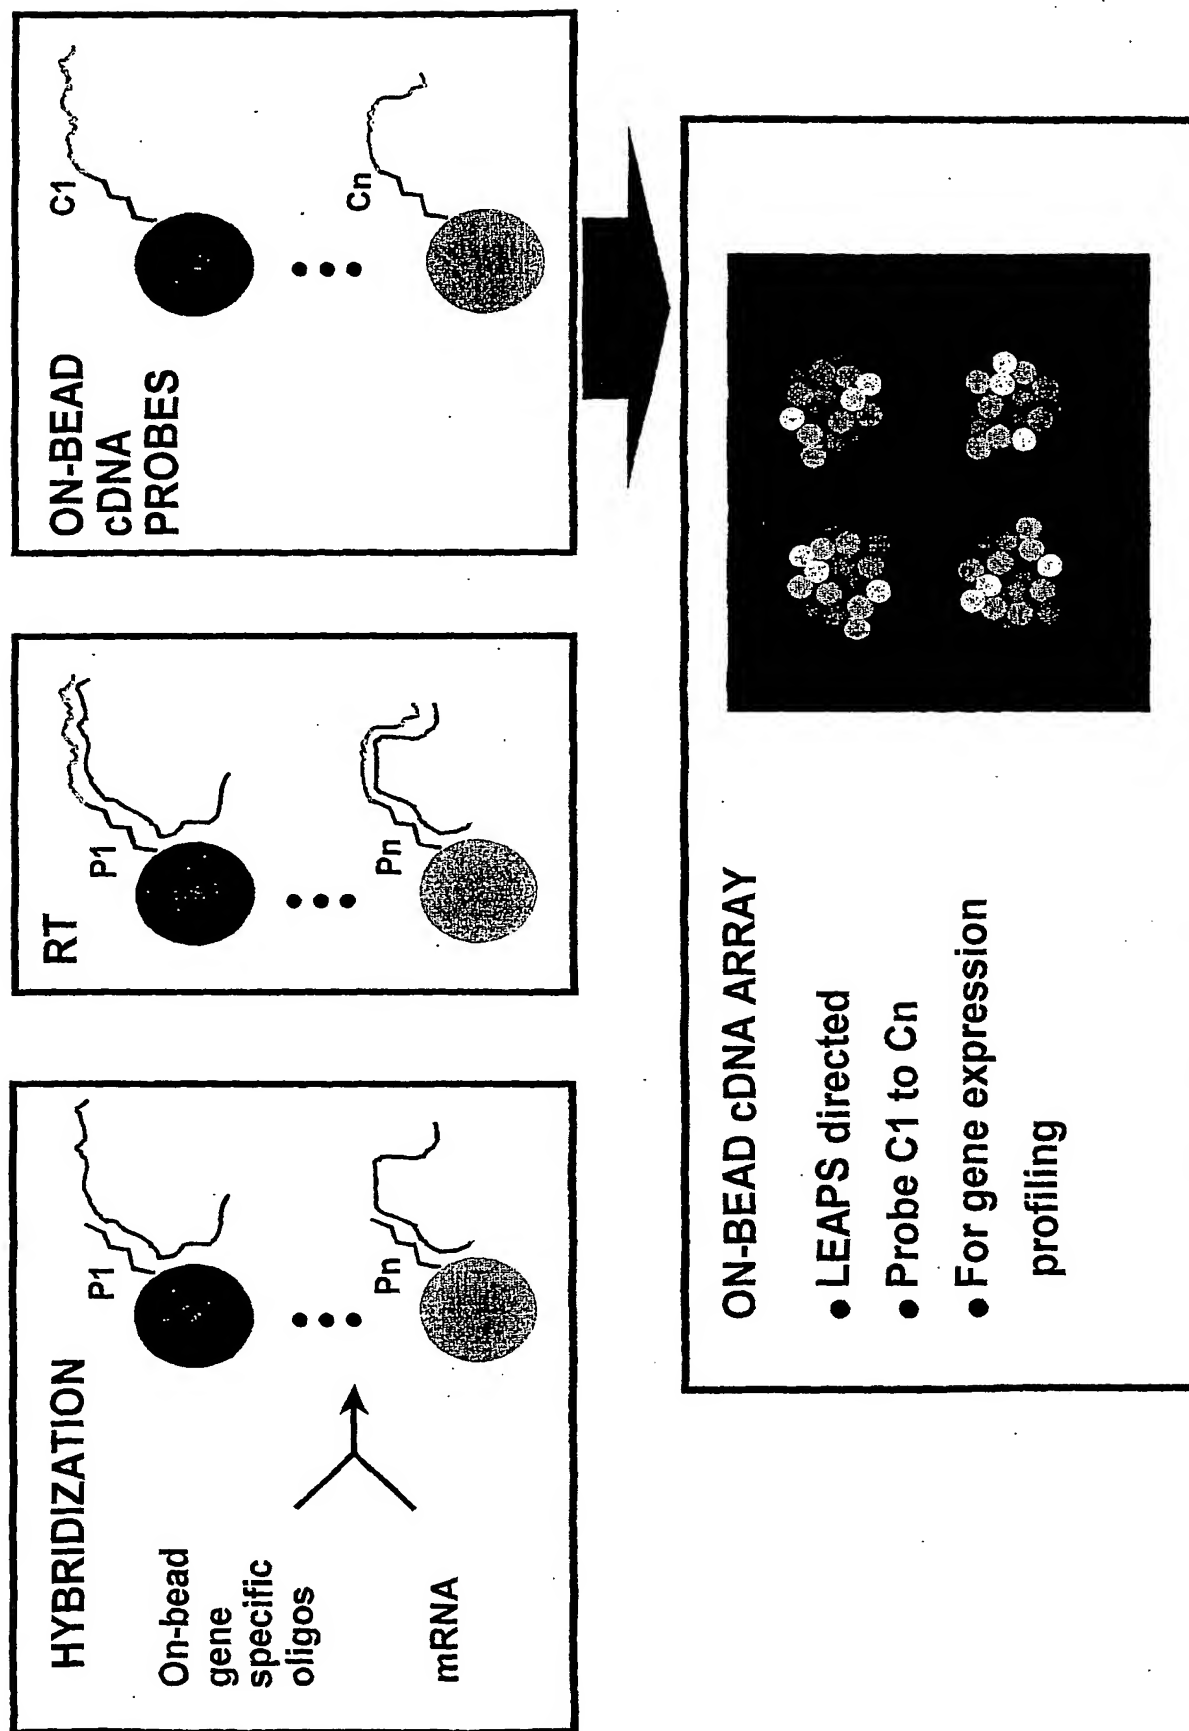 HYBRIDIZATION
On-bead
gene
specific
oligos
mRNA
P1
Pn
RT
P1
Pn
ON-BEAD
cDNA
PROBES
C1
Cn
ON-BEAD cDNA ARRAY
● LEAPS directed
● Probe C1 to Cn
● For gene expression
profiling